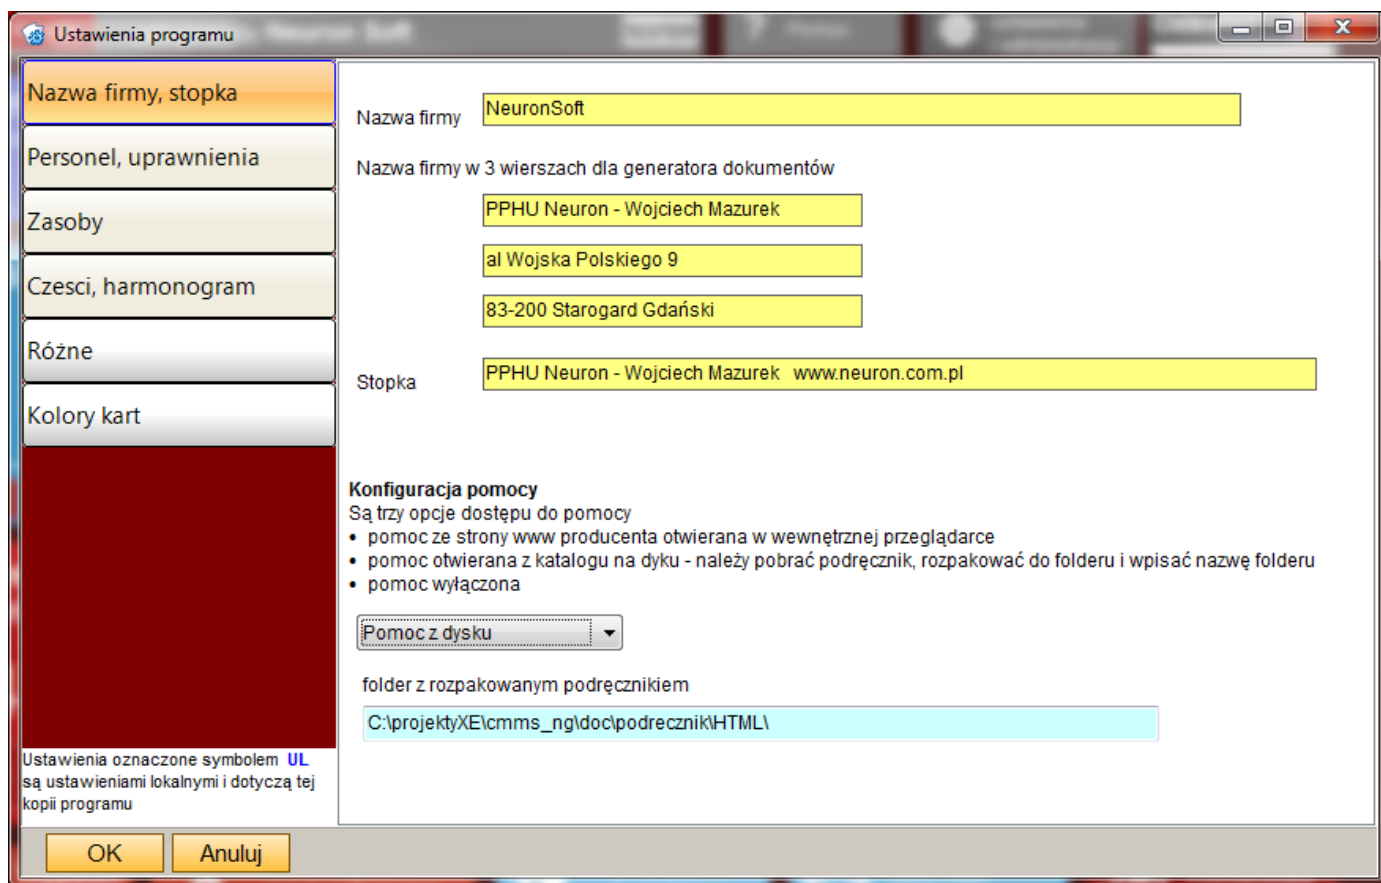 Ustawienia programu
Nazwa firmy, stopka
Personel, uprawnienia
Zasoby
Czesci, harmonogram
Różne
Kolory kart
Ustawienia oznaczone symbolem UL
są ustawieniami lokalnymi i dotyczą tej
kopii programu
Nazwa firmy
NeuronSoft
Nazwa firmy w 3 wierszach dla generatora dokumentów
PPHU Neuron - Wojciech Mazurek
al Wojska Polskiego 9
83-200 Starogard Gdański
Stopka
PPHU Neuron - Wojciech Mazurek www.neuron.com.pl
Konfiguracja pomocy
Są trzy opcje dostępu do pomocy
• pomoc ze strony www producenta otwierana w wewnętrznej przeglądarce
• pomoc otwierana z katalogu na dyku - należy pobrać podręcznik, rozpakować do folderu i wpisać nazwę folderu
• pomoc wyłączona
Pomoc z dysku
folder z rozpakowanym podręcznikiem
C:\projektyXE\cmms_ng\doc\podrecznik\HTML\
OK
Anuluj